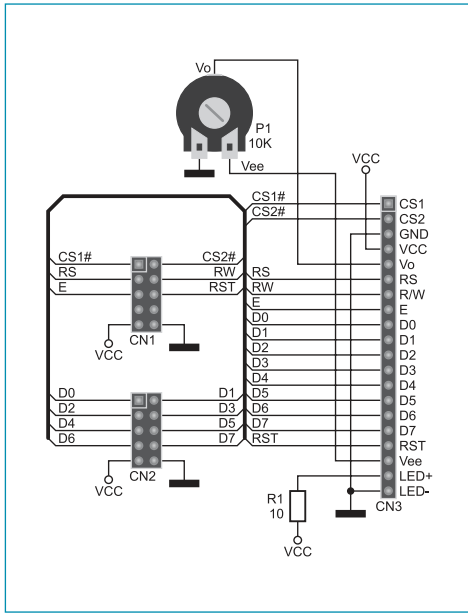 Vo
P1
10K
Vee
VCC
CS1#
CS2#
CS1
CS2
GND
VCC
Vo
RS
R/W
E
D0
D1
D2
D3
D4
D5
D6
D7
RST
Vee
LED+
LED-
CN3
CS1# CS2#
RS RW
E RST
VCC
CN1
RS
RW
E
D0
D1
D2
D3
D4
D5
D6
D7
RST
D0 D1
D2 D3
D4 D5
D6 D7
VCC
CN2
R1
10
VCC